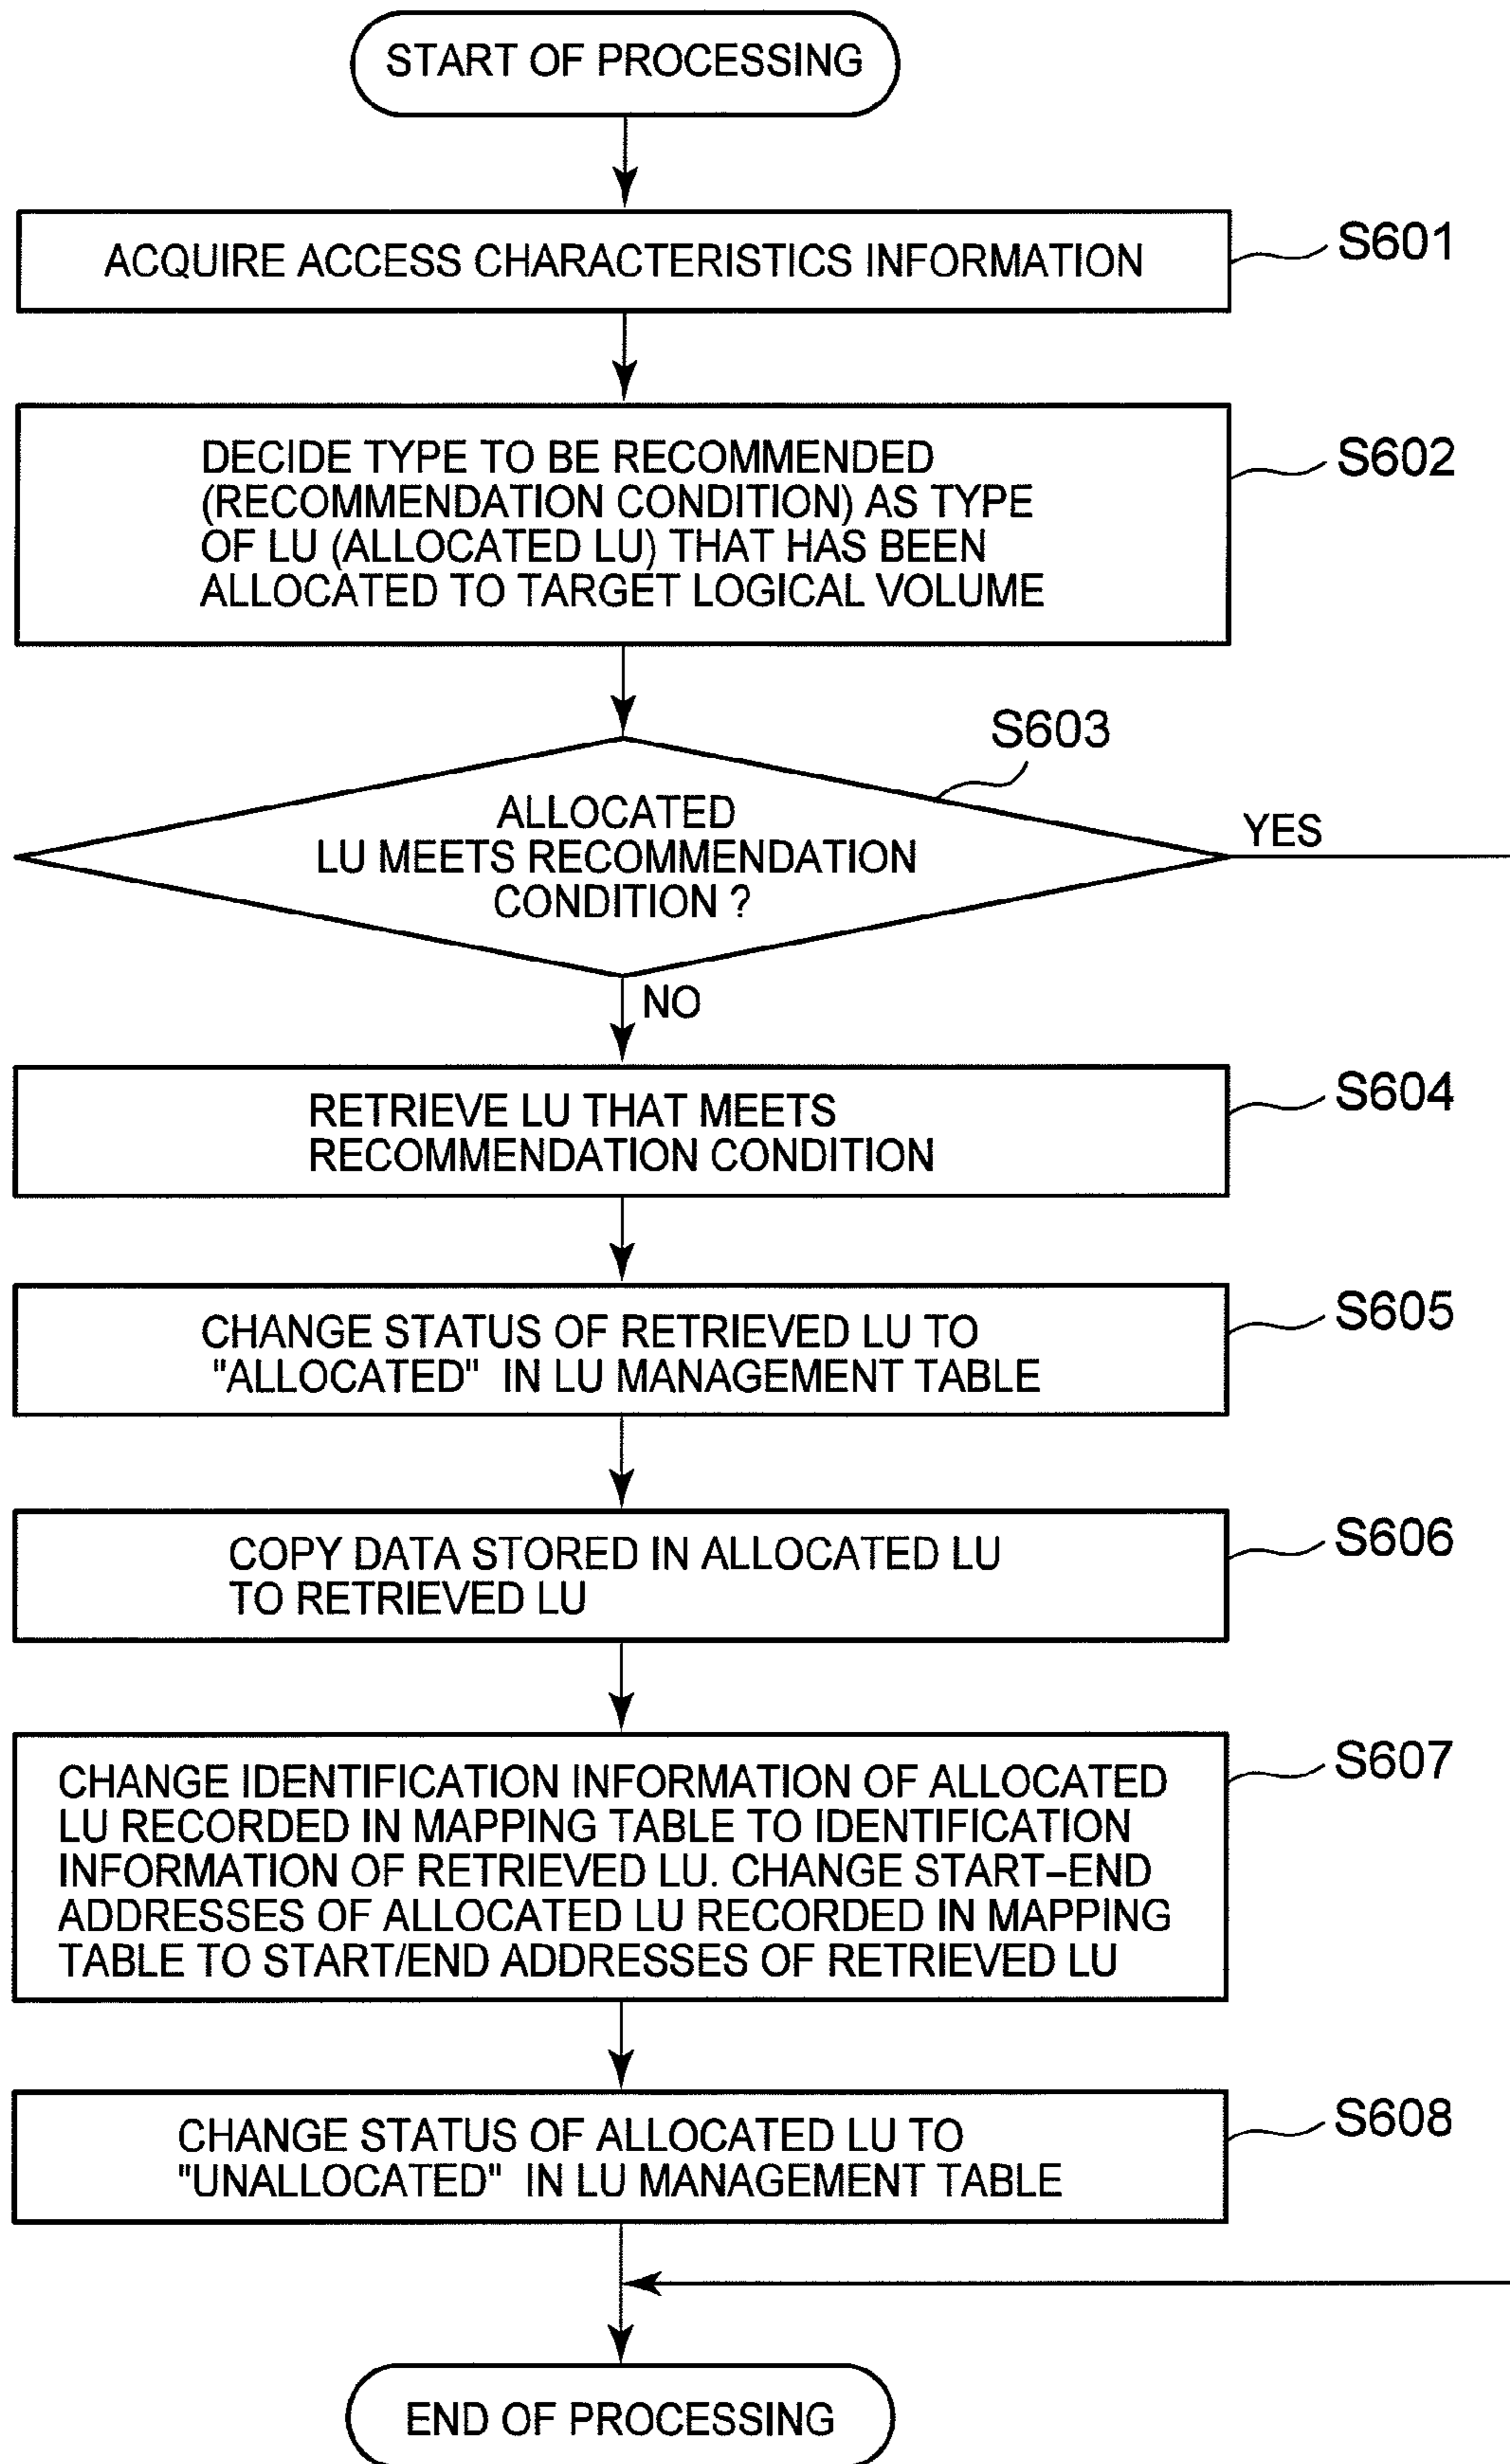 START OF PROCESSING
ACQUIRE ACCESS CHARACTERISTICS INFORMATION
S601
DECIDE TYPE TO BE RECOMMENDED
(RECOMMENDATION CONDITION) AS TYPE
OF LU (ALLOCATED LU) THAT HAS BEEN
ALLOCATED TO TARGET LOGICAL VOLUME
S602
S603
ALLOCATED
LU MEETS RECOMMENDATION
CONDITION ?
YES
NO
RETRIEVE LU THAT MEETS
RECOMMENDATION CONDITION
S604
CHANGE STATUS OF RETRIEVED LU TO
"ALLOCATED" IN LU MANAGEMENT TABLE
S605
COPY DATA STORED IN ALLOCATED LU
TO RETRIEVED LU
S606
CHANGE IDENTIFICATION INFORMATION OF ALLOCATED
LU RECORDED IN MAPPING TABLE TO IDENTIFICATION
INFORMATION OF RETRIEVED LU. CHANGE START-END
ADDRESSES OF ALLOCATED LU RECORDED IN MAPPING
TABLE TO START/END ADDRESSES OF RETRIEVED LU
S607
CHANGE STATUS OF ALLOCATED LU TO
"UNALLOCATED" IN LU MANAGEMENT TABLE
S608
END OF PROCESSING